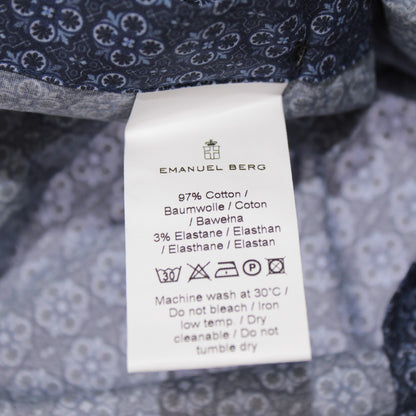 EMANUEL BERG
97% Cotton /
Baumwolle / Coton
/ Bawełna
3% Elastane / Elasthan
/ Elasthane / Elastan
30
P
Machine wash at 30°C /
Do not bleach / Iron
low temp. / Dry
cleanable / Do not
tumble dry